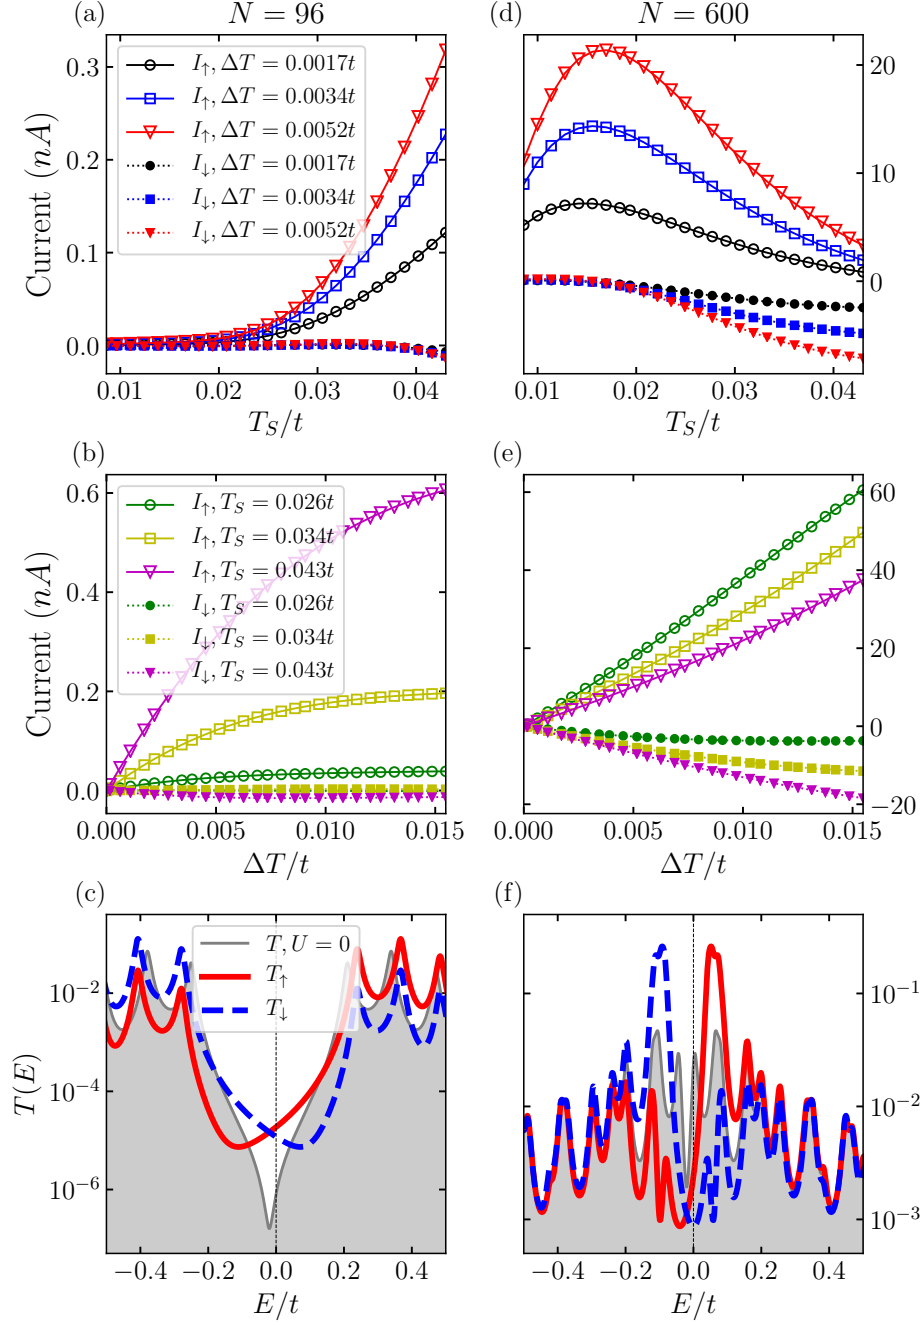 (a) N = 96
(d) N = 600
Current (nA)
0.3
0.2
0.1
0.0
I↑, ΔT = 0.0017t
I↑, ΔT = 0.0034t
I↑, ΔT = 0.0052t
I↓, ΔT = 0.0017t
I↓, ΔT = 0.0034t
I↓, ΔT = 0.0052t
0.01 0.02 0.03 0.04
T_S/t
20
10
0
0.01 0.02 0.03 0.04
T_S/t
(b)
(e)
Current (nA)
0.6
0.4
0.2
0.0
I↑, T_S = 0.026t
I↑, T_S = 0.034t
I↑, T_S = 0.043t
I↓, T_S = 0.026t
I↓, T_S = 0.034t
I↓, T_S = 0.043t
0.000 0.005 0.010 0.015
ΔT/t
60
40
20
0
−20
0.000 0.005 0.010 0.015
ΔT/t
(c)
(f)
T(E)
10⁻²
10⁻⁴
10⁻⁶
T, U = 0
T↑
T↓
−0.4 −0.2 0.0 0.2 0.4
E/t
10⁻¹
10⁻²
10⁻³
−0.4 −0.2 0.0 0.2 0.4
E/t